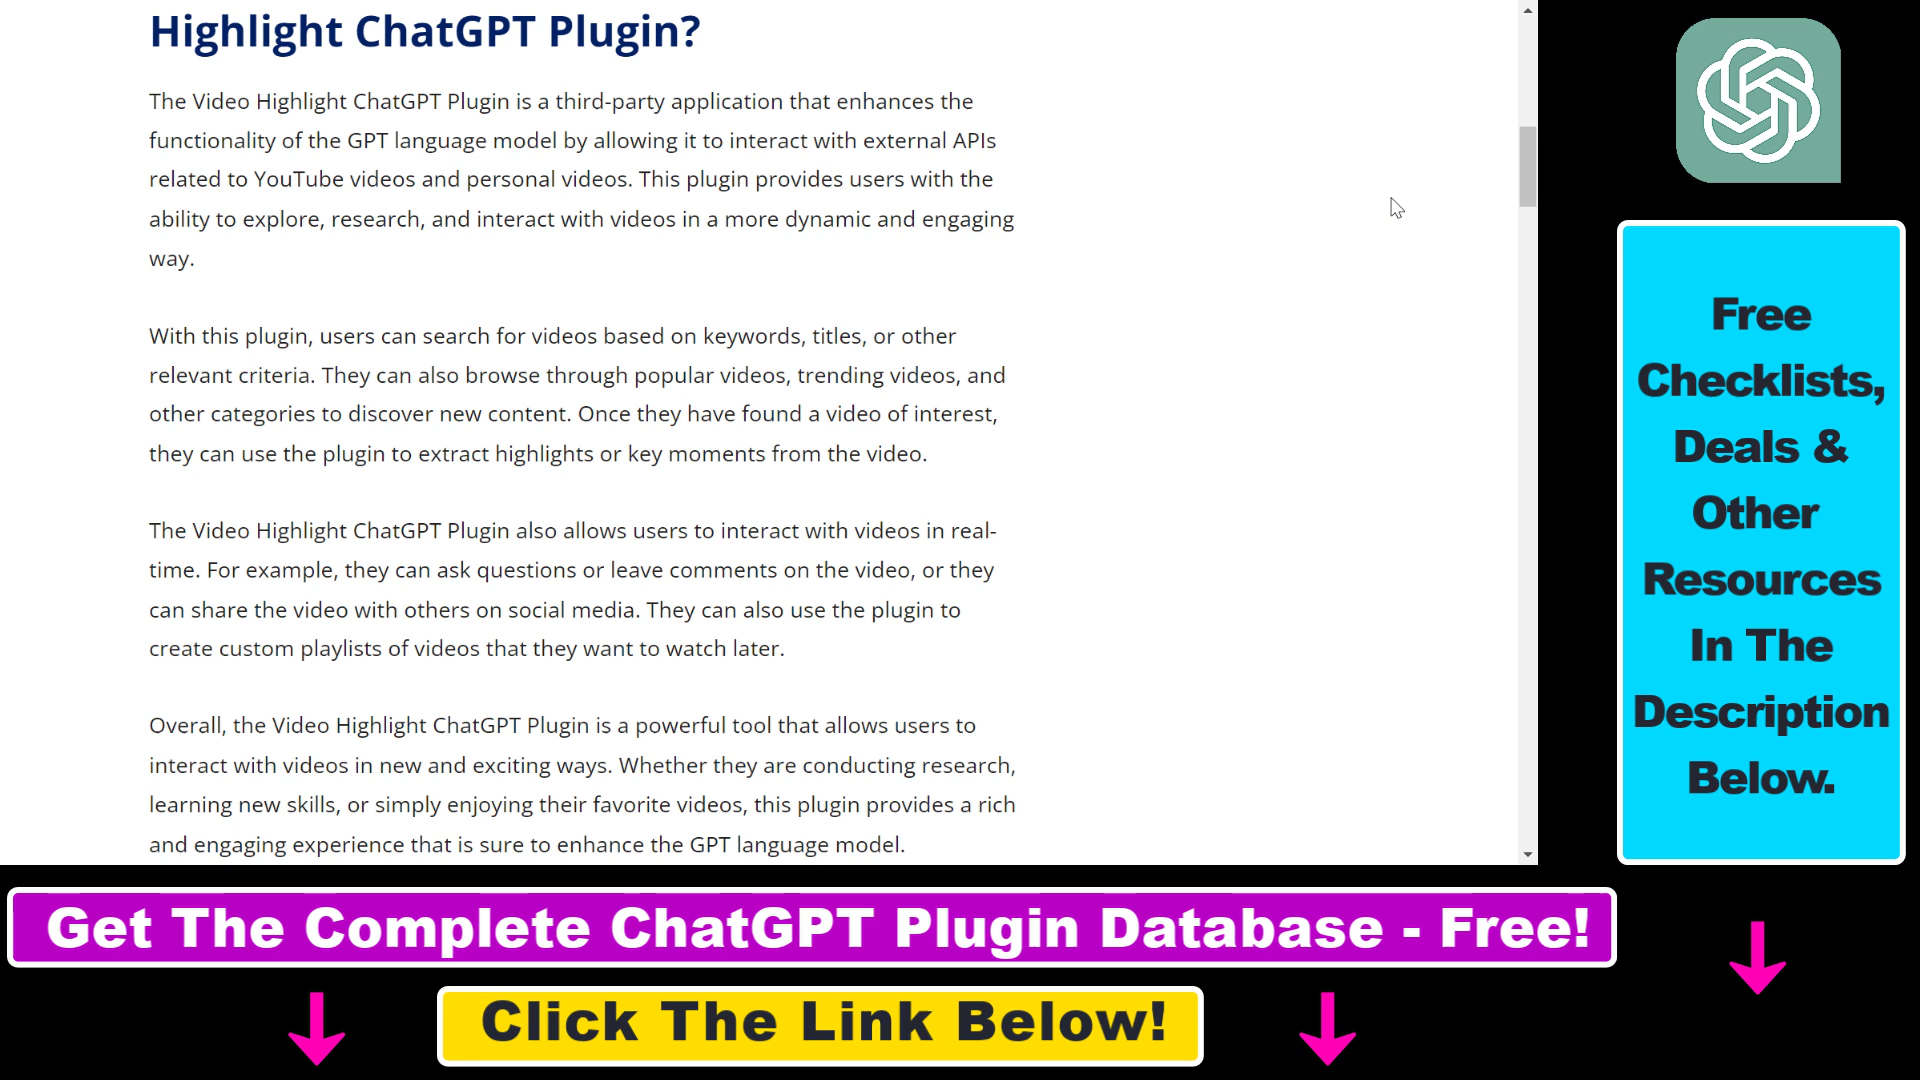 Highlight ChatGPT Plugin?
The Video Highlight ChatGPT Plugin is a third-party application that enhances the
functionality of the GPT language model by allowing it to interact with external APIs
related to YouTube videos and personal videos. This plugin provides users with the
ability to explore, research, and interact with videos in a more dynamic and engaging
way.
With this plugin, users can search for videos based on keywords, titles, or other
relevant criteria. They can also browse through popular videos, trending videos, and
other categories to discover new content. Once they have found a video of interest,
they can use the plugin to extract highlights or key moments from the video.
The Video Highlight ChatGPT Plugin also allows users to interact with videos in real-
time. For example, they can ask questions or leave comments on the video, or they
can share the video with others on social media. They can also use the plugin to
create custom playlists of videos that they want to watch later.
Overall, the Video Highlight ChatGPT Plugin is a powerful tool that allows users to
interact with videos in new and exciting ways. Whether they are conducting research,
learning new skills, or simply enjoying their favorite videos, this plugin provides a rich
and engaging experience that is sure to enhance the GPT language model.
Free
Checklists,
Deals &
Other
Resources
In The
Description
Below.
Get The Complete ChatGPT Plugin Database - Free!
Click The Link Below!